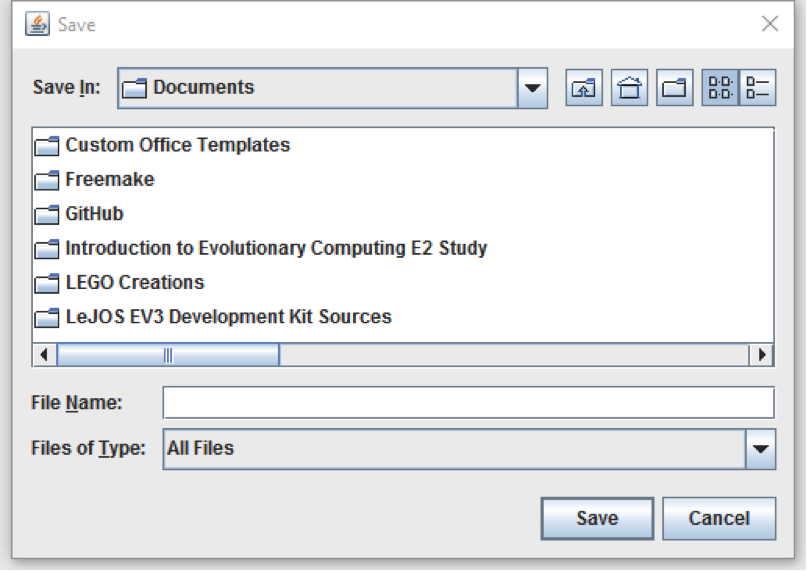 Save
Save In: Documents
Custom Office Templates
Freemake
GitHub
Introduction to Evolutionary Computing E2 Study
LEGO Creations
LeJOS EV3 Development Kit Sources
File Name:
Files of Type: All Files
Save Cancel